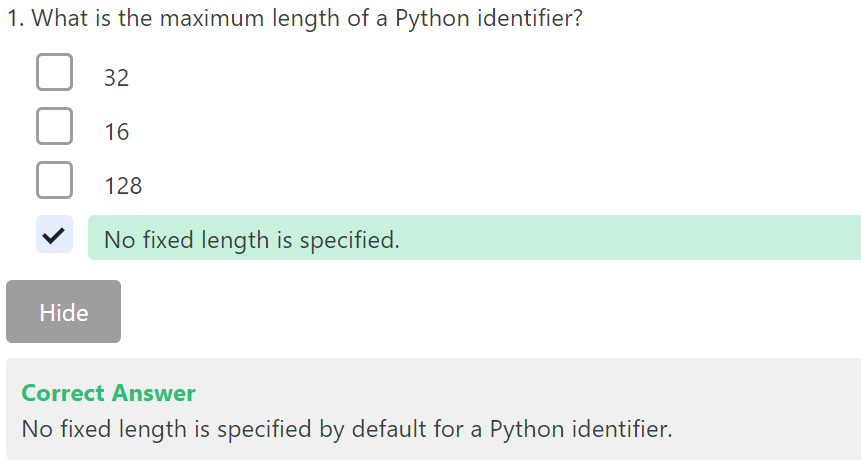 1. What is the maximum length of a Python identifier?
32
16
128
No fixed length is specified.
Hide
Correct Answer
No fixed length is specified by default for a Python identifier.